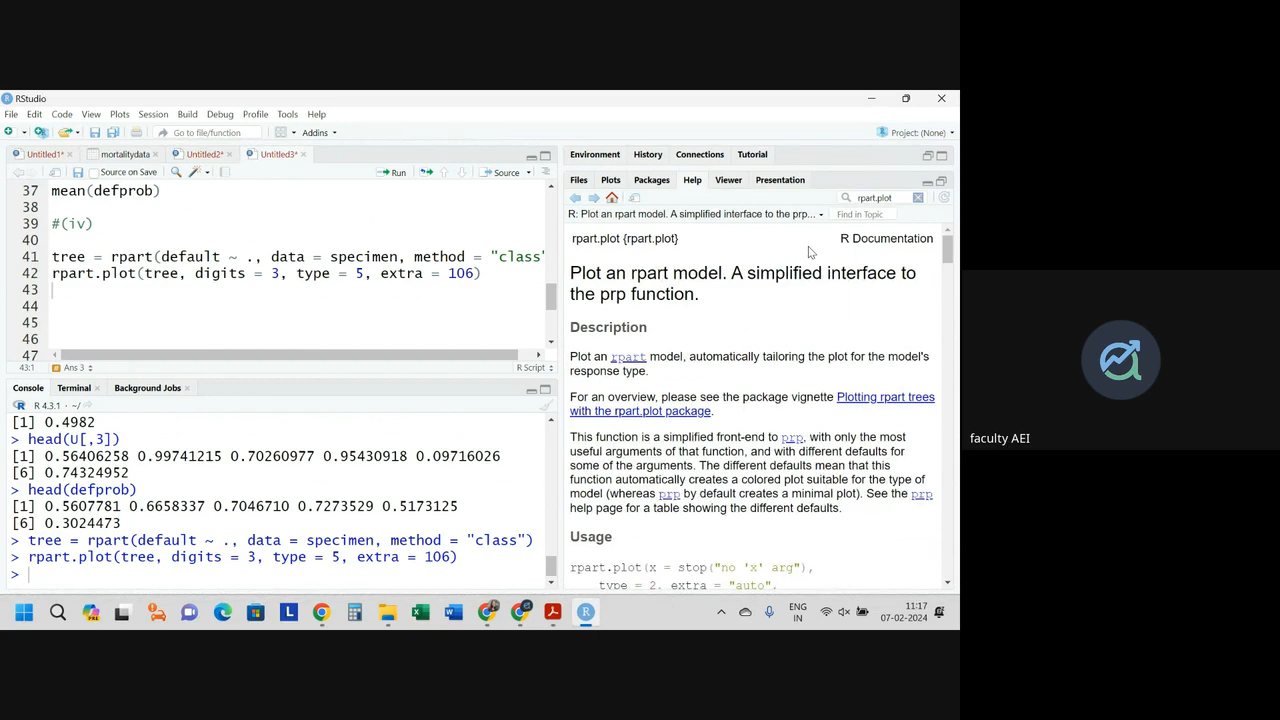 RStudio
File Edit Code View Plots Session Build Debug Profile Tools Help
Go to file/function Addins Project: (None)
Untitled1* mortalitydata Untitled2* Untitled3*
Source on Save Run Source
37 mean(defprob)
38
39 #(iv)
40
41 tree = rpart(default ~ ., data = specimen, method = "class"
42 rpart.plot(tree, digits = 3, type = 5, extra = 106)
43
44
45
46
47
43:1 Ans 3 R Script
Console Terminal Background Jobs
R 4.3.1 · ~/
[1] 0.4982
> head(U[,3])
[1] 0.56406258 0.99741215 0.70260977 0.95430918 0.09716026
[6] 0.74324952
> head(defprob)
[1] 0.5607781 0.6658337 0.7046710 0.7273529 0.5173125
[6] 0.3024473
> tree = rpart(default ~ ., data = specimen, method = "class")
> rpart.plot(tree, digits = 3, type = 5, extra = 106)
>
Environment History Connections Tutorial
Files Plots Packages Help Viewer Presentation
rpart.plot
R: Plot an rpart model. A simplified interface to the prp... Find in Topic
rpart.plot {rpart.plot} R Documentation
Plot an rpart model. A simplified interface to
the prp function.
Description
Plot an rpart model, automatically tailoring the plot for the model's
response type.
For an overview, please see the package vignette Plotting rpart trees
with the rpart.plot package.
This function is a simplified front-end to prp, with only the most
useful arguments of that function, and with different defaults for
some of the arguments. The different defaults mean that this
function automatically creates a colored plot suitable for the type of
model (whereas prp by default creates a minimal plot). See the prp
help page for a table showing the different defaults.
Usage
rpart.plot(x = stop("no 'x' arg"),
type = 2, extra = "auto",
ENG
IN
11:17
07-02-2024
faculty AEI